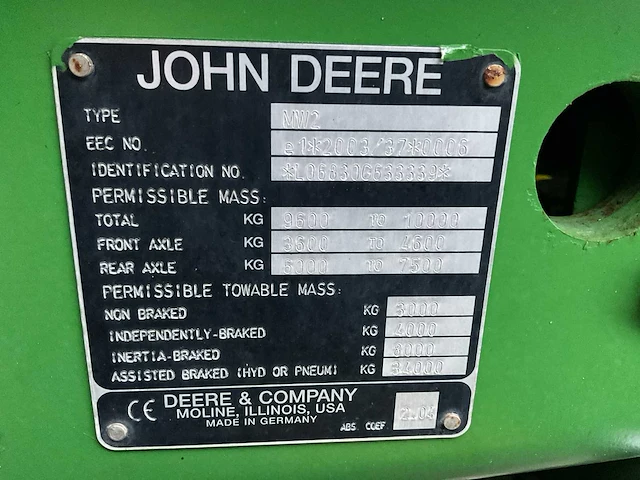 JOHN DEERE
TYPE MW2
EEC NO. e1*2003/37*0006
IDENTIFICATION NO.
PERMISSIBLE MASS:
TOTAL KG 9600 TO 10000
FRONT AXLE KG 3600 TO 4600
REAR AXLE KG 6000 TO 7500
PERMISSIBLE TOWABLE MASS:
NON BRAKED KG 3000
INDEPENDENTLY-BRAKED KG 4000
INERTIA-BRAKED KG 8000
ASSISTED BRAKED (HYD OR PNEUM) KG 34000
CE DEERE & COMPANY
MOLINE, ILLINOIS, USA
MADE IN GERMANY
ABS. COEF. 21.04